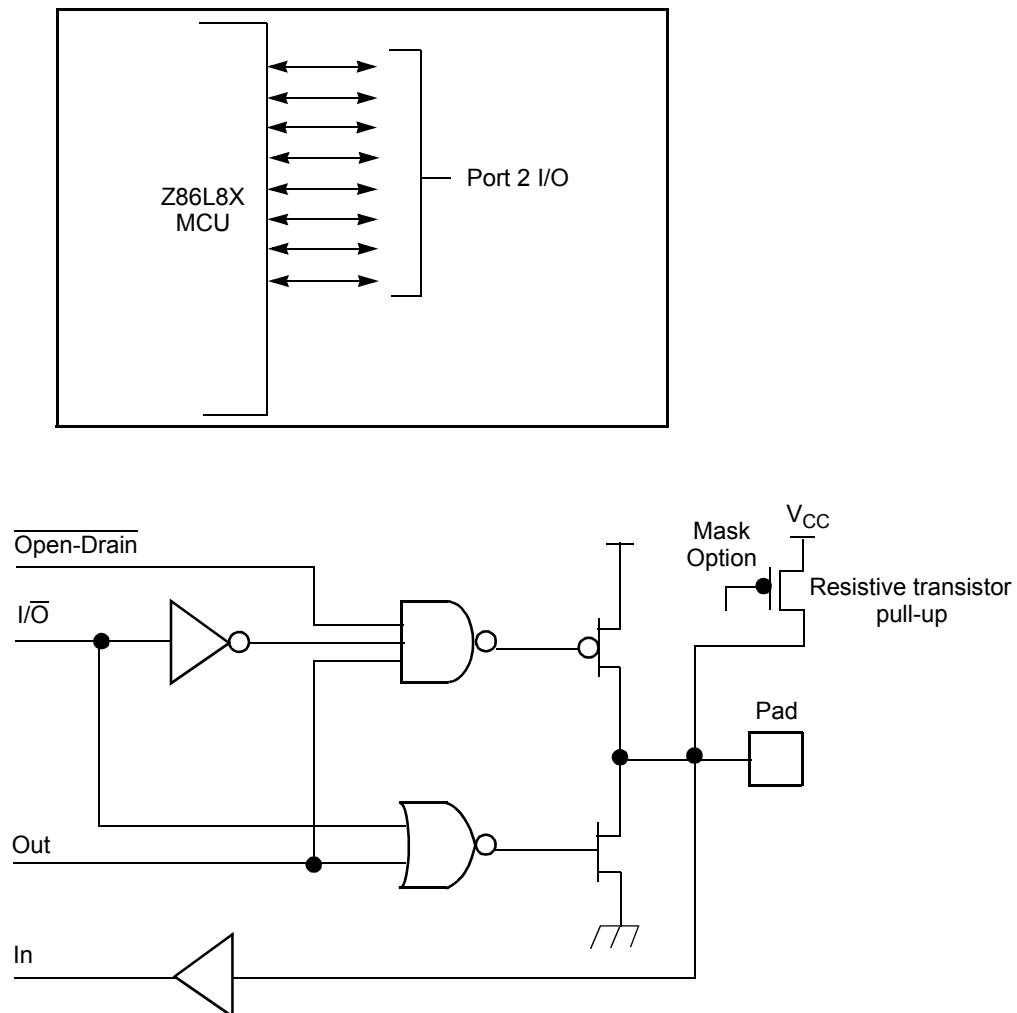 Z86L8X
MCU
Port 2 I/O
Open-Drain
I/O
Out
In
Mask
Option
VCC
Resistive transistor
pull-up
Pad